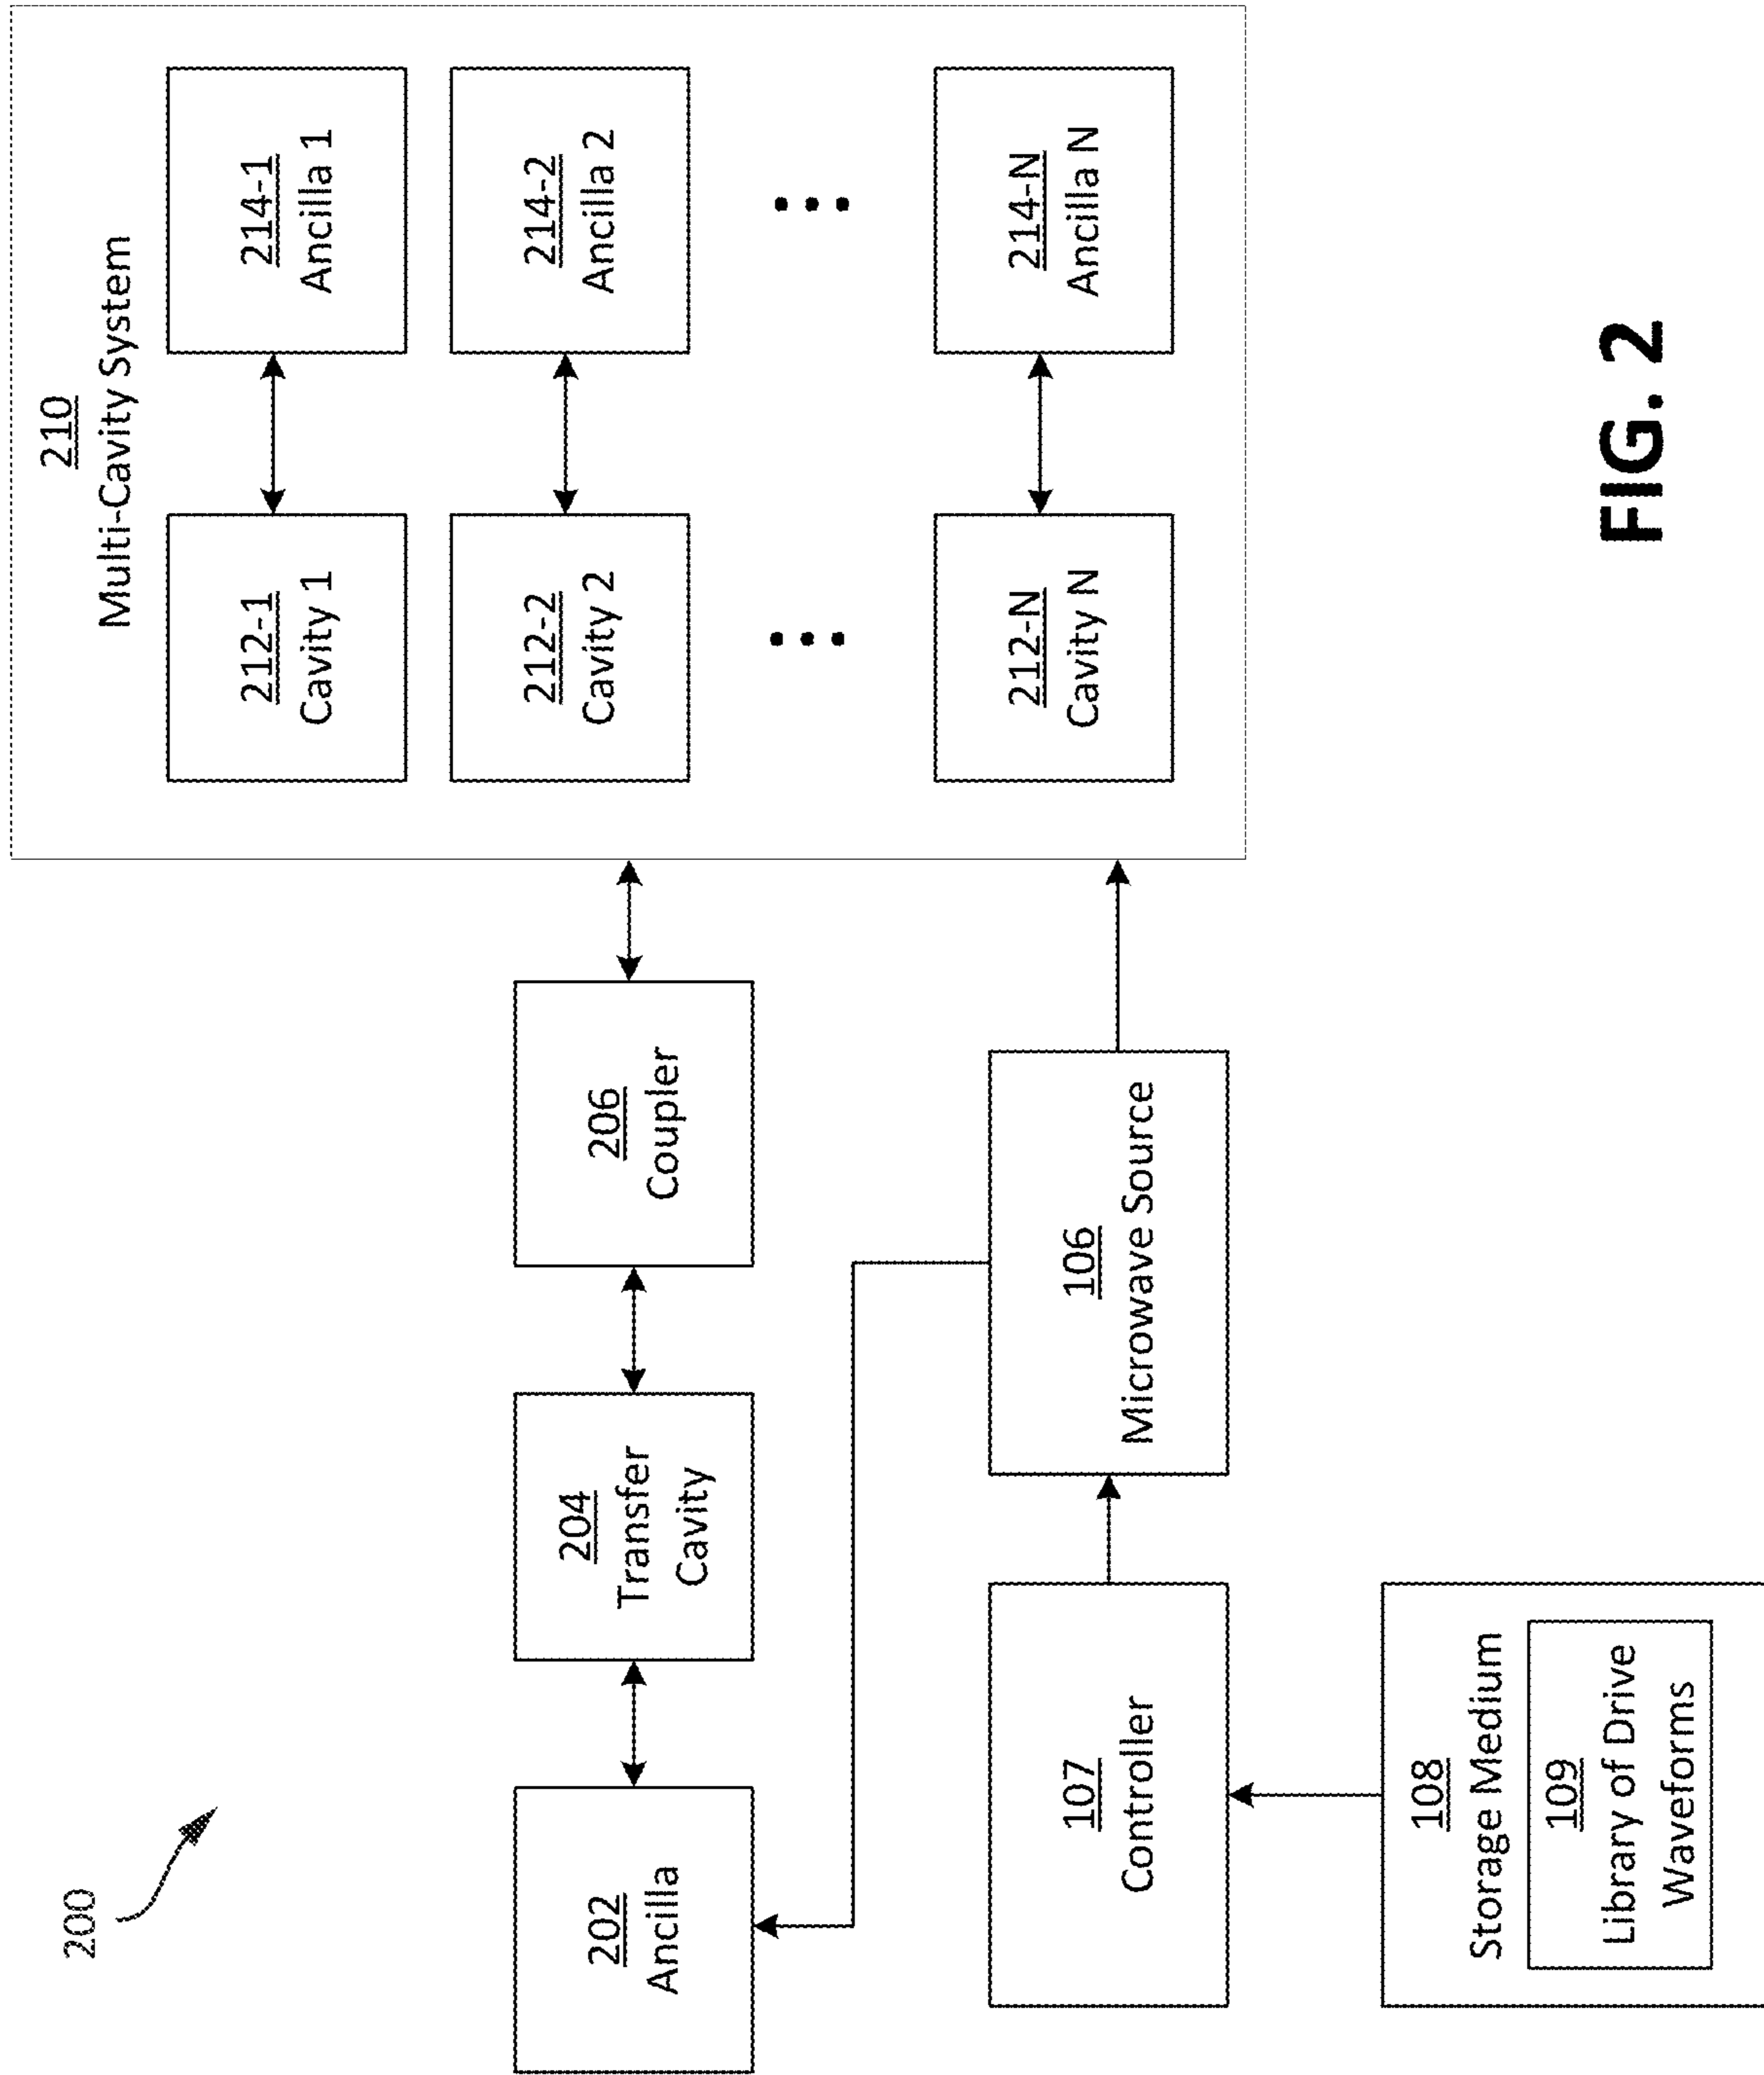 200
210
Multi-Cavity System
212-1
Cavity 1
214-1
Ancilla 1
212-2
Cavity 2
214-2
Ancilla 2
212-N
Cavity N
214-N
Ancilla N
202
Ancilla
204
Transfer
Cavity
206
Coupler
107
Controller
106
Microwave Source
108
Storage Medium
109
Library of Drive
Waveforms
FIG. 2